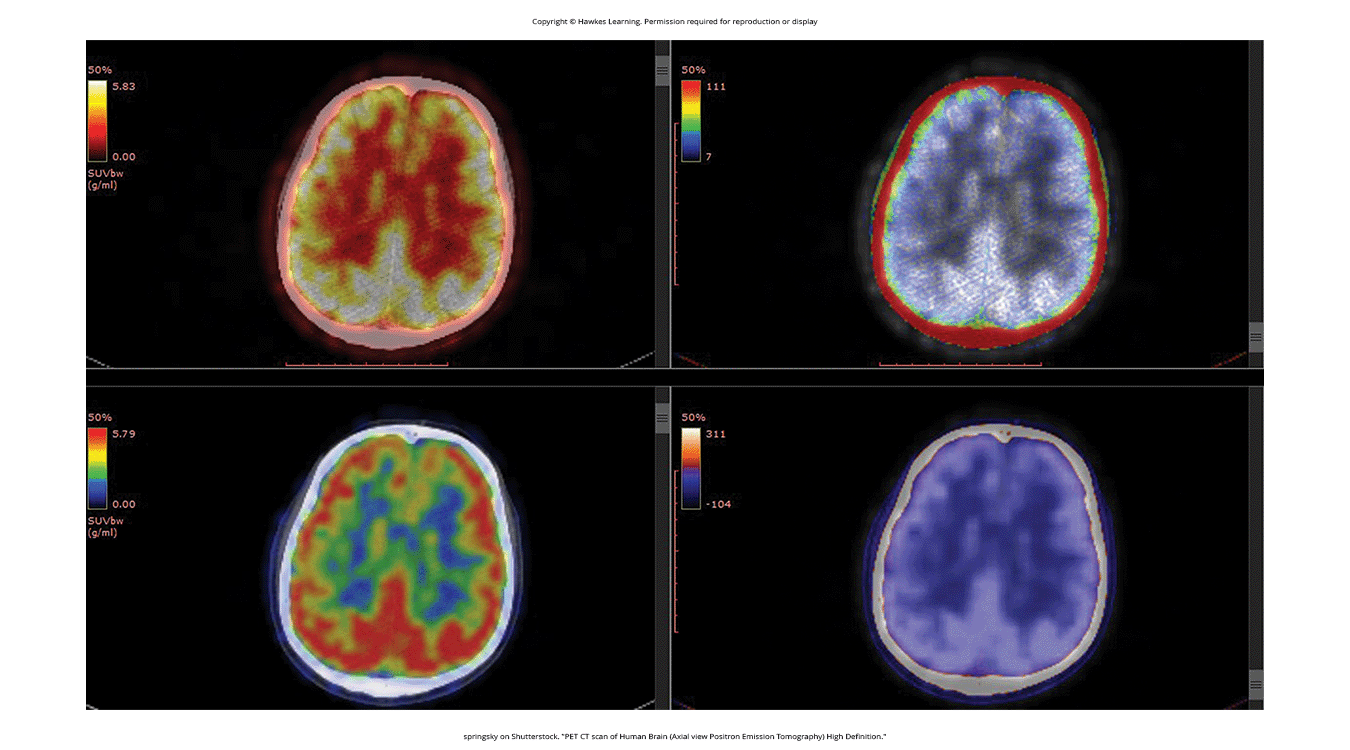 Copyright © Hawkes Learning. Permission required for reproduction or display
50%
5.83
0.00
SUVbw
(g/ml)
50%
111
7
50%
5.79
0.00
SUVbw
(g/ml)
50%
311
-104
springsky on Shutterstock. "PET CT scan of Human Brain (Axial view Positron Emission Tomography) High Definition."